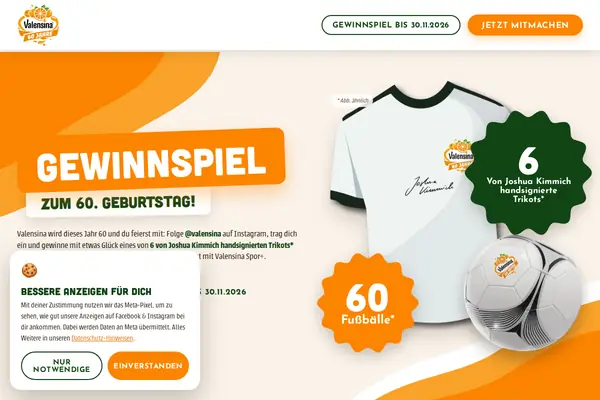 Valensina
60 JAHRE
GEWINNSPIEL BIS 30.11.2026
JETZT MITMACHEN
*Abb. ähnlich
GEWINNSPIEL
ZUM 60. GEBURTSTAG!
Valensina wird dieses Jahr 60 und du feierst mit: Folge @valensina auf Instagram, trag dich
ein und gewinne mit etwas Glück eines von 6 von Joshua Kimmich handsignierten Trikots*
t mit Valensina Spor
30.11.2026
Valensina
60 JAHRE
Joshua
Kimmich
6
Von Joshua Kimmich
handsignierte
Trikots*
60
Fußbälle*
BESSERE ANZEIGEN FÜR DICH
Mit deiner Zustimmung nutzen wir das Meta-Pixel, um zu
sehen, wie gut unsere Anzeigen auf Facebook & Instagram bei
dir ankommen. Dabei werden Daten an Meta übermittelt. Alles
Weitere in unseren Datenschutz-Hinweisen.
NUR
NOTWENDIGE
EINVERSTANDEN